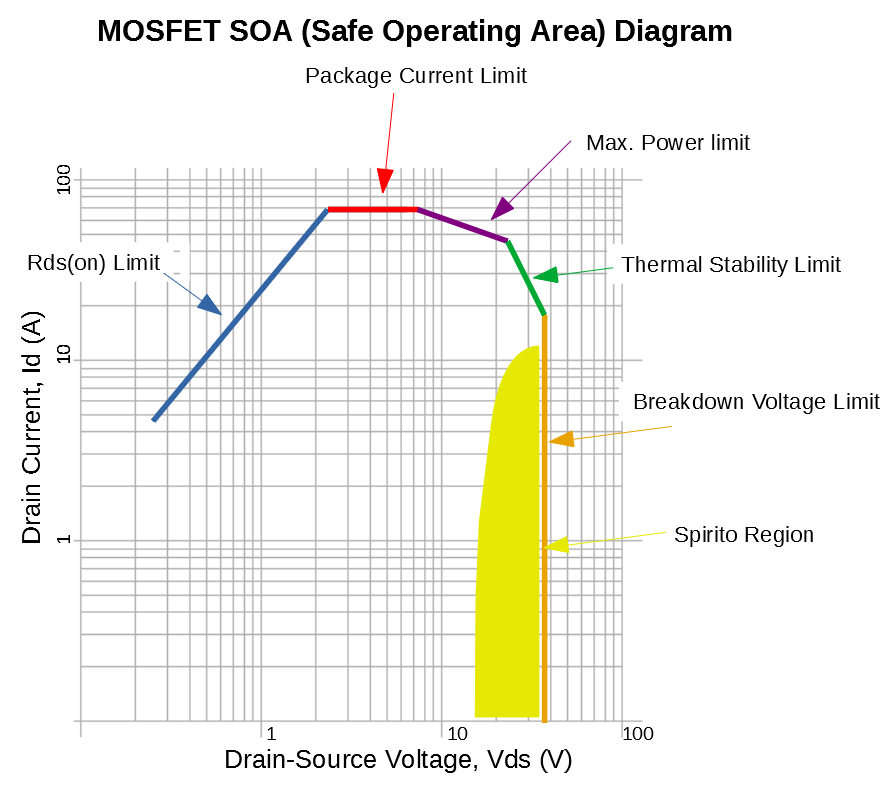 MOSFET SOA (Safe Operating Area) Diagram
Package Current Limit
Max. Power limit
100
Rds(on) Limit
Thermal Stability Limit
10
Breakdown Voltage Limit
Drain Current, Id (A)
1
Spirito Region
1
10
100
Drain-Source Voltage, Vds (V)